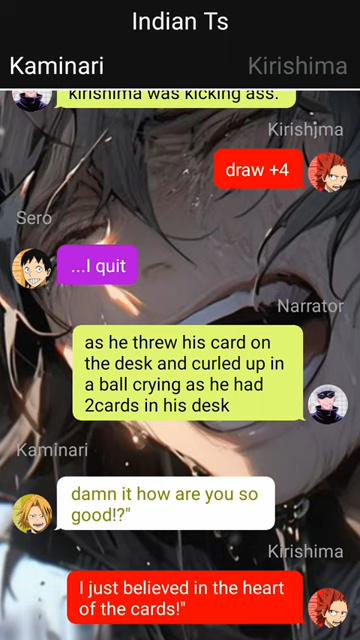 Indian Ts
Kaminari
Kirishima
kirishima was kicking ass.
Kirishima
draw +4
Sero
...I quit
Narrator
as he threw his card on
the desk and curled up in
a ball crying as he had
2cards in his desk
Kaminari
damn it how are you so
good!?"
Kirishima
I just believed in the heart
of the cards!"